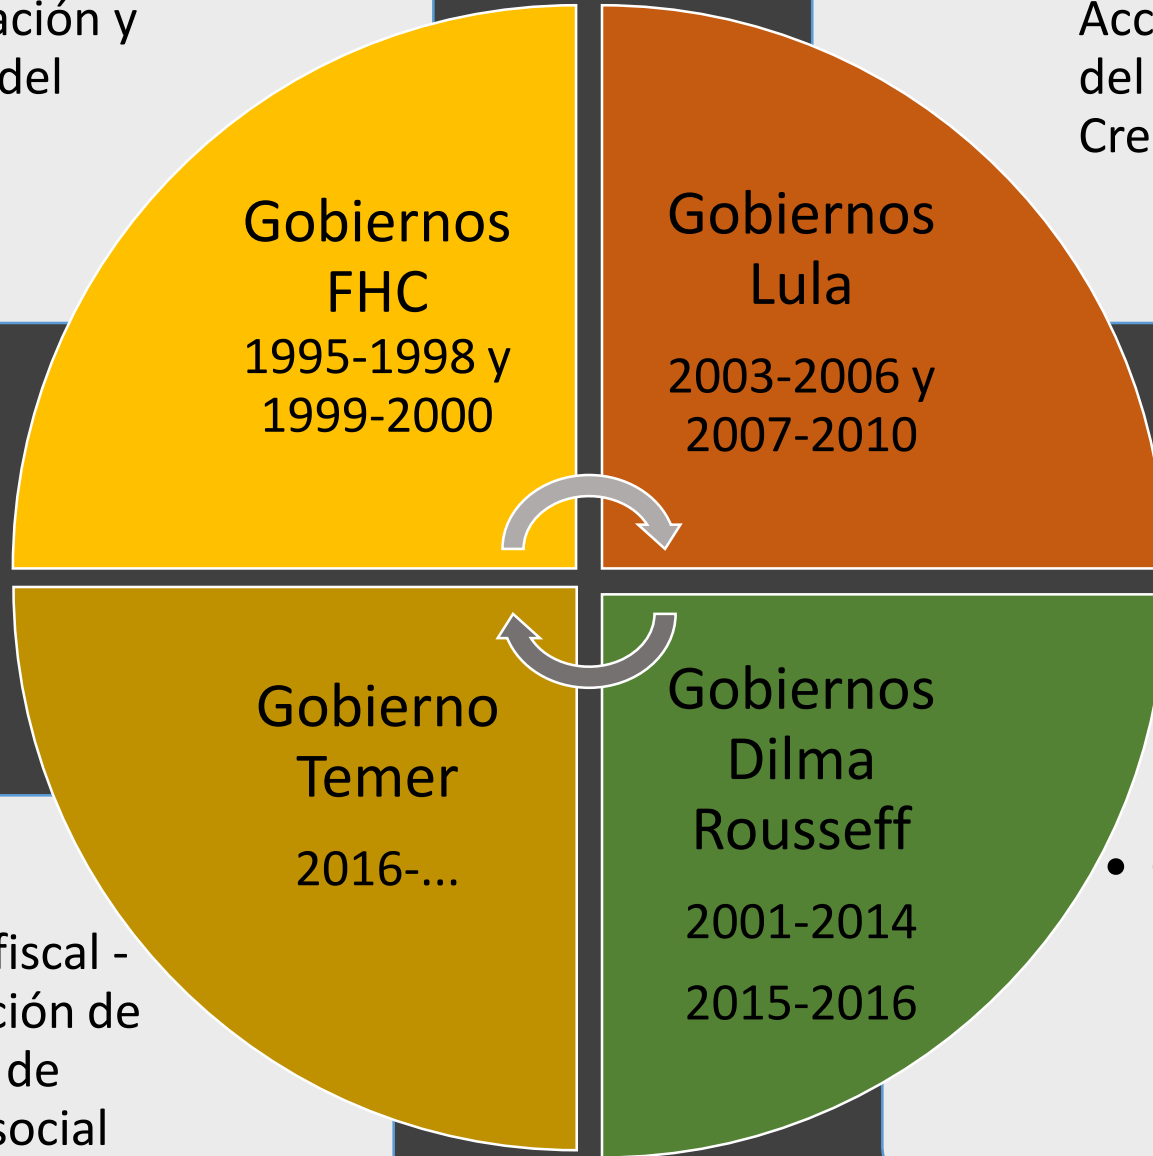 ación y
del
Acc
del
Cre
Gobiernos
FHC
1995-1998 y
1999-2000
Gobiernos
Lula
2003-2006 y
2007-2010
Gobierno
Temer
2016-...
Gobiernos
Dilma
Rousseff
2001-2014
2015-2016
fiscal -
ción de
de
social